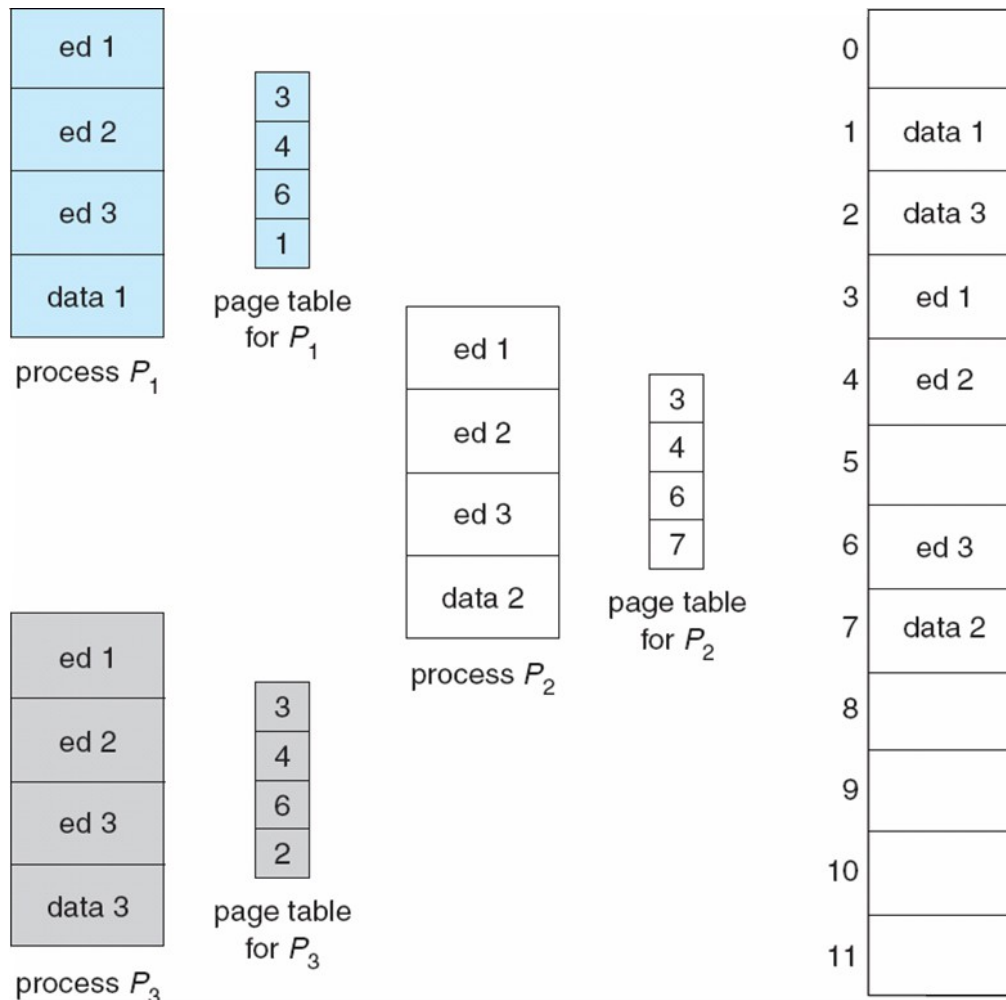 ed 1
ed 2
ed 3
data 1
process P1
3
4
6
1
page table
for P1
ed 1
ed 2
ed 3
data 2
process P2
3
4
6
7
page table
for P2
ed 1
ed 2
ed 3
data 3
process P3
3
4
6
2
page table
for P3
0
1 data 1
2 data 3
3 ed 1
4 ed 2
5
6 ed 3
7 data 2
8
9
10
11